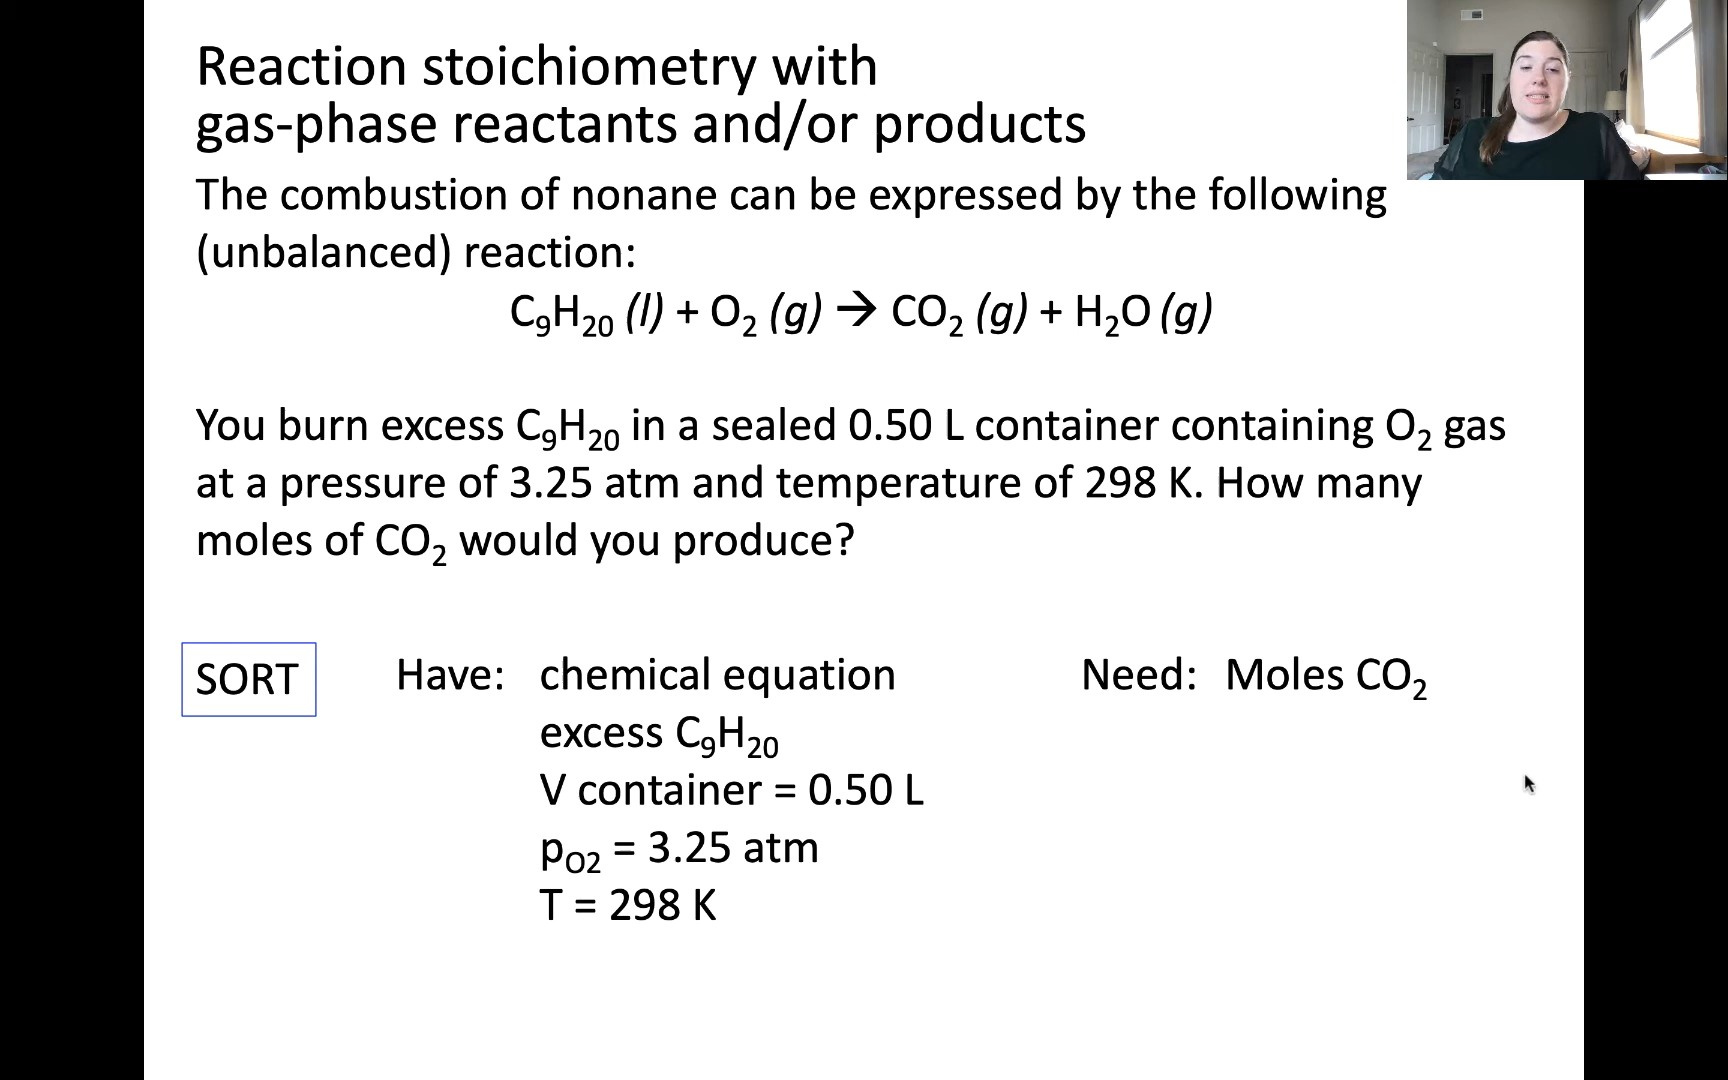 Reaction stoichiometry with
gas-phase reactants and/or products
The combustion of nonane can be expressed by the following
(unbalanced) reaction:
C₉H₂₀ (l) + O₂ (g) → CO₂ (g) + H₂O (g)
You burn excess C₉H₂₀ in a sealed 0.50 L container containing O₂ gas
at a pressure of 3.25 atm and temperature of 298 K. How many
moles of CO₂ would you produce?
SORT Have: chemical equation Need: Moles CO₂
excess C₉H₂₀
V container = 0.50 L
pO2 = 3.25 atm
T = 298 K